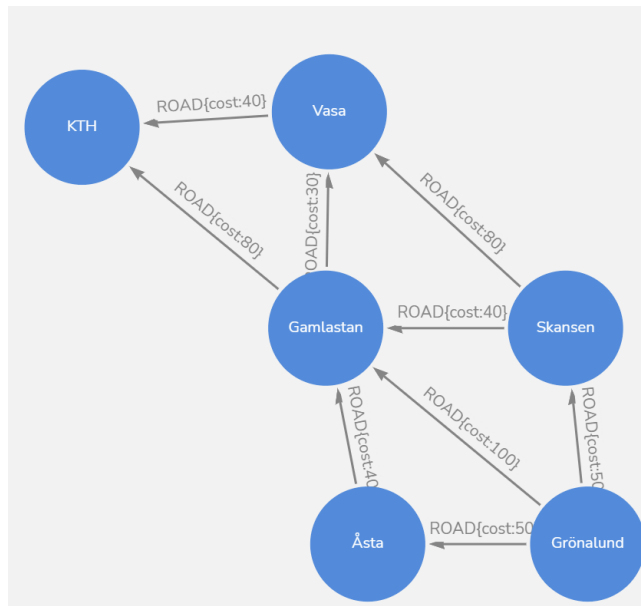 ROAD{cost:40}
Vasa
KTH
ROAD{cost:80}
ROAD{cost:30}
ROAD{cost:80}
Gamlastan
ROAD{cost:40}
Skansen
ROAD{cost:40
ROAD{cost:100}
ROAD{cost:50
Åsta
ROAD{cost:50
Grönalund